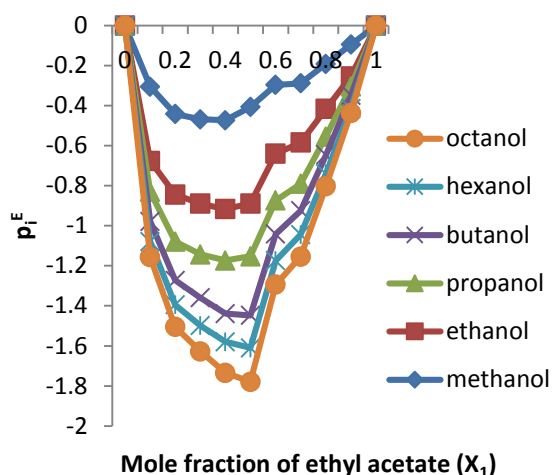 0
-0.2
-0.4
-0.6
-0.8
-1
-1.2
-1.4
-1.6
-1.8
-2
0 0.2 0.4 0.6 0.8 1
p_i^E
octanol
hexanol
butanol
propanol
ethanol
methanol
Mole fraction of ethyl acetate (X₁)